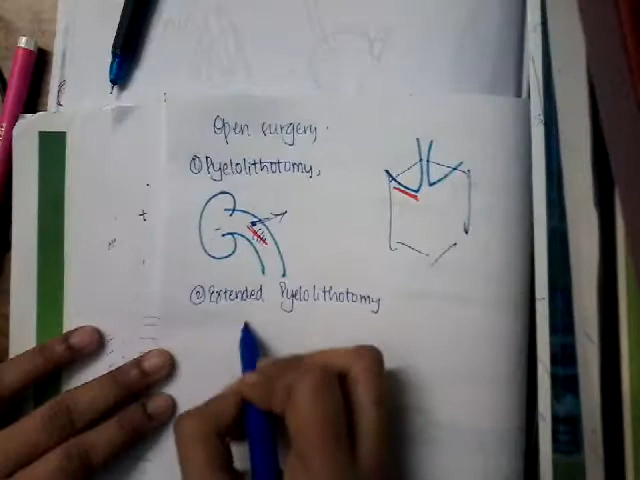 Open surgery.
① Pyelolithotomy,
② Extended Pyelolithotomy